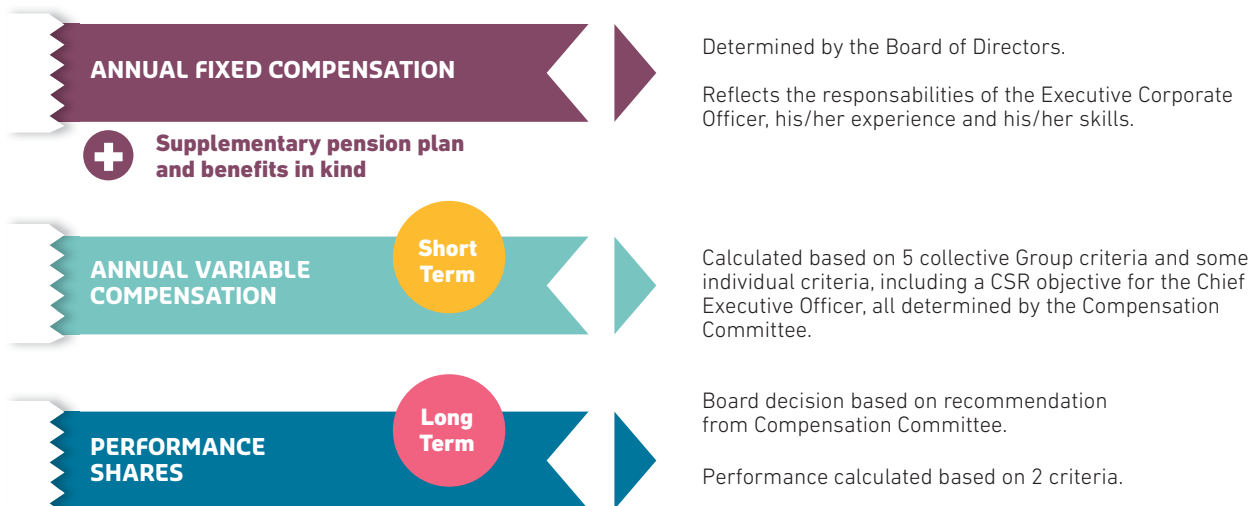 ANNUAL FIXED COMPENSATION
Determined by the Board of Directors.
Reflects the responsabilities of the Executive Corporate
Officer, his/her experience and his/her skills.
Supplementary pension plan
and benefits in kind
ANNUAL VARIABLE
COMPENSATION
Short
Term
Calculated based on 5 collective Group criteria and some
individual criteria, including a CSR objective for the Chief
Executive Officer, all determined by the Compensation
Committee.
PERFORMANCE
SHARES
Long
Term
Board decision based on recommendation
from Compensation Committee.
Performance calculated based on 2 criteria.